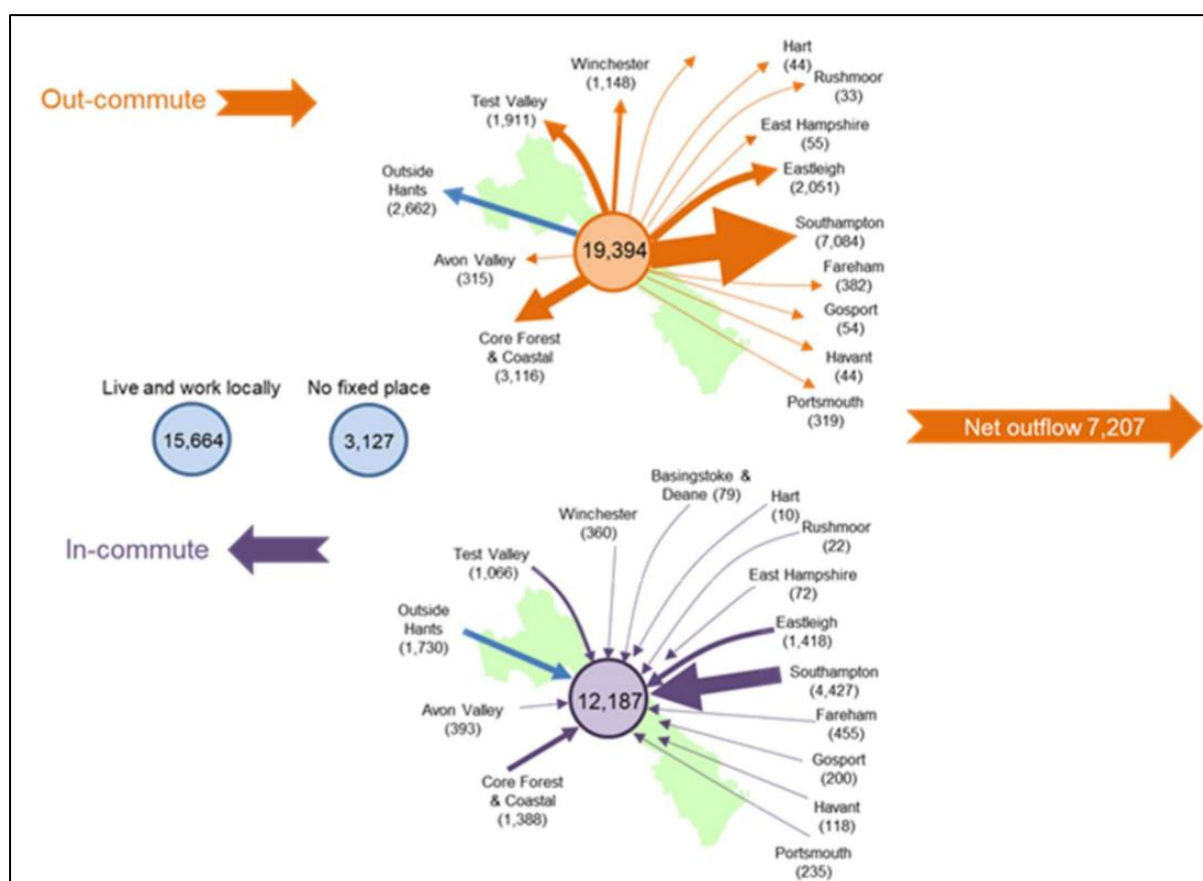 Out-commute
Winchester
(1,148)
Hart
(44)
Rushmoor
(33)
Test Valley
(1,911)
East Hampshire
(55)
Eastleigh
(2,051)
Outside
Hants
(2,662)
Southampton
(7,084)
19,394
Avon Valley
(315)
Fareham
(382)
Gosport
(54)
Core Forest
& Coastal
(3,116)
Havant
(44)
Portsmouth
(319)
Live and work locally
15,664
No fixed place
3,127
Net outflow 7,207
In-commute
Basingstoke &
Deane (79)
Hart
(10)
Winchester
(360)
Rushmoor
(22)
Test Valley
(1,066)
East Hampshire
(72)
Outside
Hants
(1,730)
Eastleigh
(1,418)
Southampton
(4,427)
12,187
Avon Valley
(393)
Fareham
(455)
Gosport
(200)
Core Forest
& Coastal
(1,388)
Havant
(118)
Portsmouth
(235)